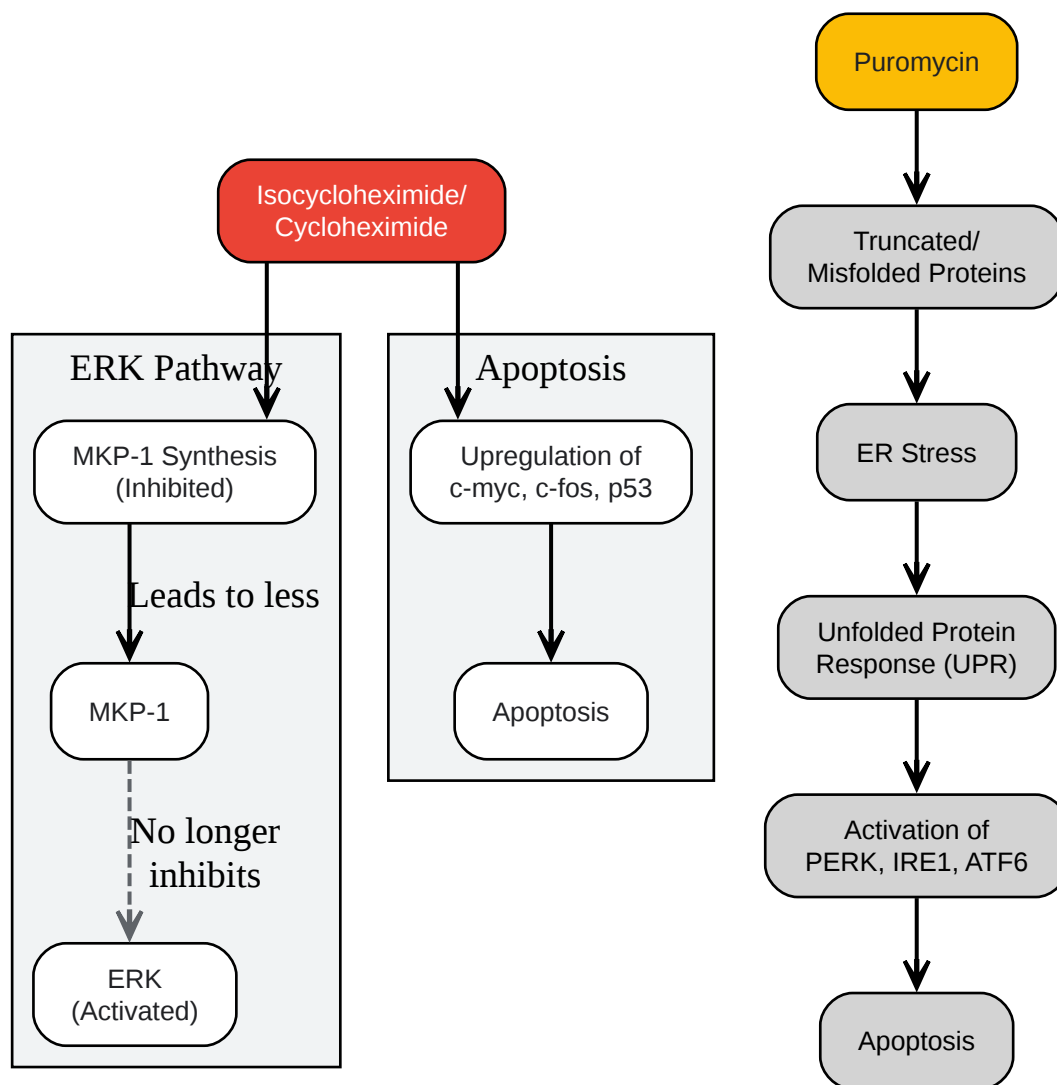 Puromycin
Isocycloheximide/
Cycloheximide
Truncated/
Misfolded Proteins
ERK Pathway
Apoptosis
MKP-1 Synthesis
(Inhibited)
Upregulation of
c-myc, c-fos, p53
ER Stress
Leads to less
Unfolded Protein
Response (UPR)
MKP-1
Apoptosis
No longer
inhibits
Activation of
PERK, IRE1, ATF6
ERK
(Activated)
Apoptosis